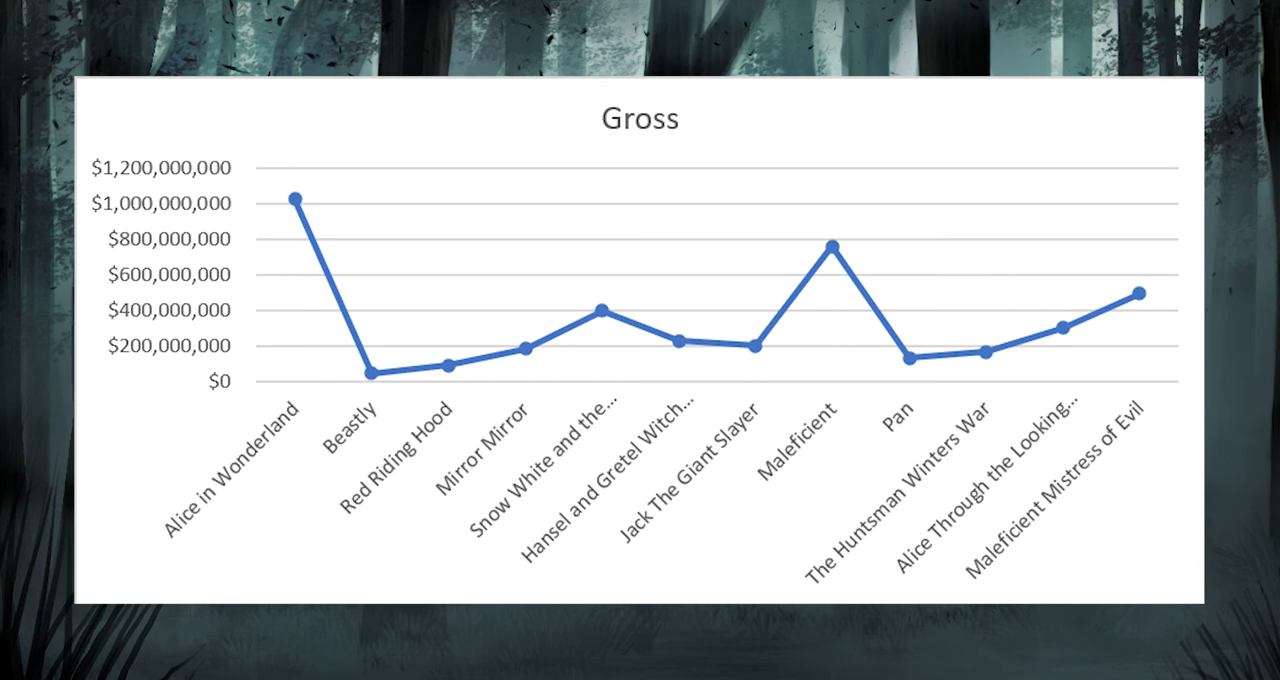 Gross
$1,200,000,000
$1,000,000,000
$800,000,000
$600,000,000
$400,000,000
$200,000,000
$0
Alice in Wonderland
Beastly
Red Riding Hood
Mirror Mirror
Snow White and the...
Hansel and Gretel Witch...
Jack The Giant Slayer
Maleficient
Pan
The Huntsman Winters War
Alice Through the Looking...
Maleficient Mistress of Evil